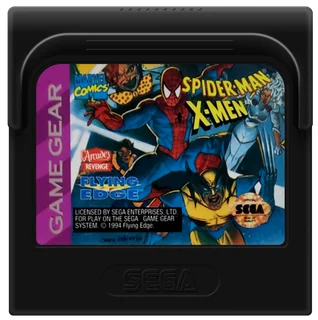 GAME GEAR
MARVEL
COMICS
SPIDER-MAN
X-MEN
Arcade's
REVENGE
FLYING
EDGE
LICENSED BY SEGA ENTERPRISES, LTD.
FOR PLAY ON THE SEGA GAME GEAR
SYSTEM. © 1994 Flying Edge.
SEGA
SEGA